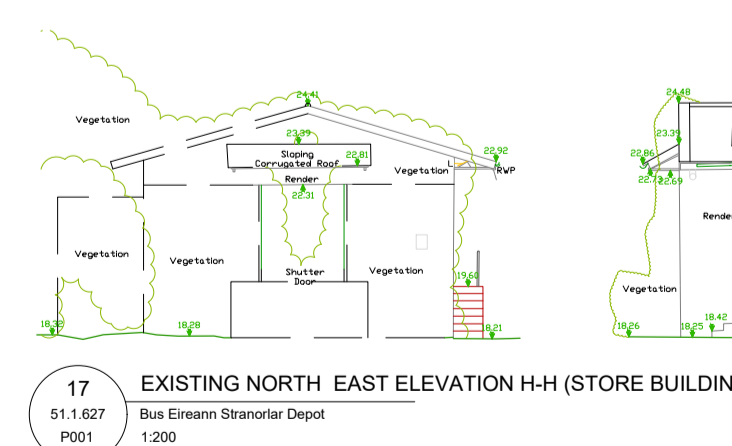 24.41
24.48
Vegetation
23.39
23.39
Sloping
Corrugated Roof
22.81
22.92
22.86
Vegetation
RWP
Render
22.73
22.69
22.31
Render
Vegetation
Vegetation
Vegetation
Shutter
Door
19.60
Vegetation
18.32
18.28
8.21
18.26
18.25
18.42
17
EXISTING NORTH EAST ELEVATION H-H (STORE BUILDIN
51.1.627
Bus Eireann Stranorlar Depot
P001
1:200